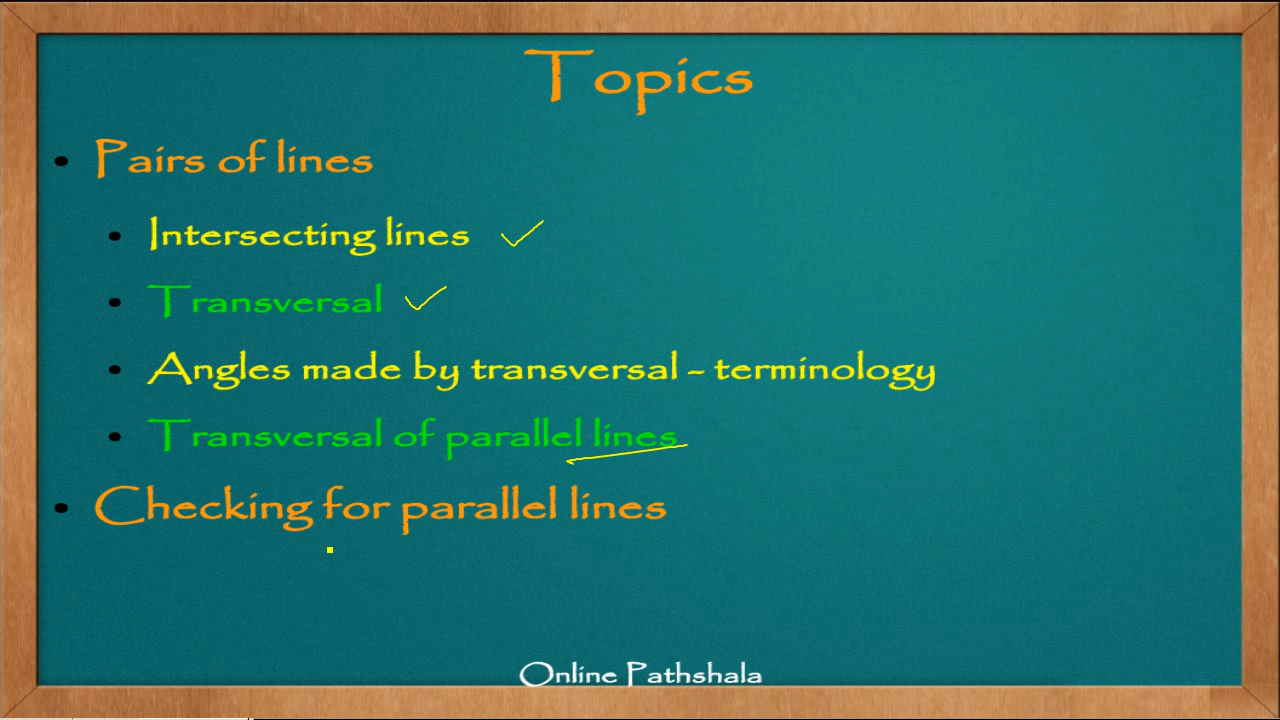 Topics
• Pairs of lines
• Intersecting lines
• Transversal
• Angles made by transversal - terminology
• Transversal of parallel lines
• Checking for parallel lines
Online Pathshala